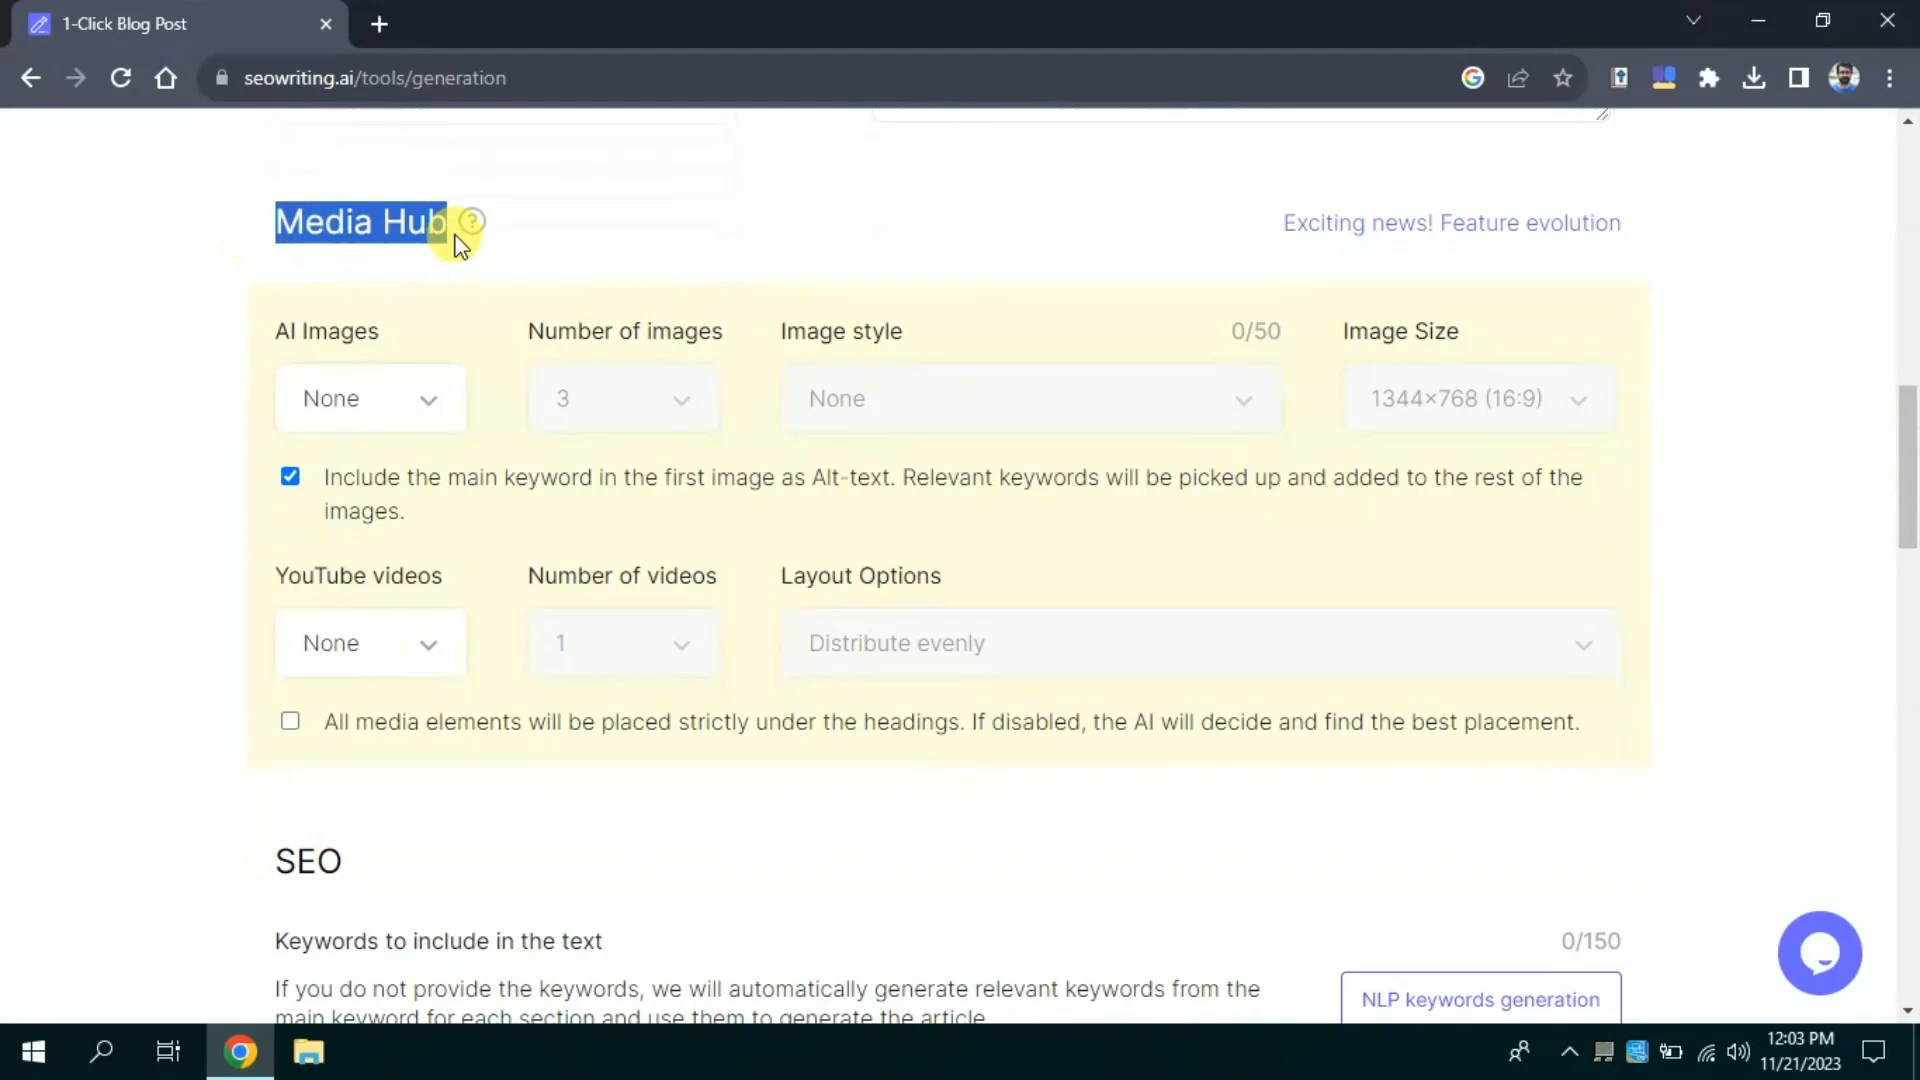 1-Click Blog Post
seowriting.ai/tools/generation
Media Hub
?
Exciting news! Feature evolution
AI Images
Number of images
Image style
0/50
Image Size
None
3
None
1344×768 (16:9)
Include the main keyword in the first image as Alt-text. Relevant keywords will be picked up and added to the rest of the
images.
YouTube videos
Number of videos
Layout Options
None
1
Distribute evenly
All media elements will be placed strictly under the headings. If disabled, the AI will decide and find the best placement.
SEO
Keywords to include in the text
0/150
If you do not provide the keywords, we will automatically generate relevant keywords from the
main keyword for each section and use them to generate the article
NLP keywords generation
12:03 PM
11/21/2023